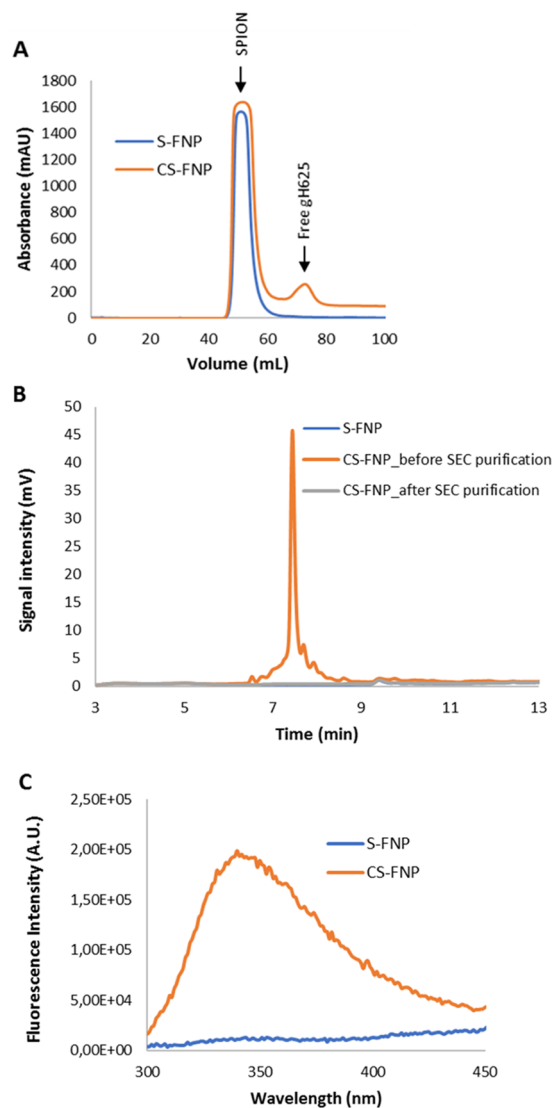 A
SPION
Free gH625
S-FNP
CS-FNP
Absorbance (mAU)
1800
1600
1400
1200
1000
800
600
400
200
0
0 20 40 60 80 100
Volume (mL)
B
S-FNP
CS-FNP_before SEC purification
CS-FNP_after SEC purification
Signal intensity (mV)
50
45
40
35
30
25
20
15
10
5
0
3 5 7 9 11 13
Time (min)
C
S-FNP
CS-FNP
Fluorescence Intensity (A.U.)
2,50E+05
2,00E+05
1,50E+05
1,00E+05
5,00E+04
0,00E+00
300 350 400 450
Wavelength (nm)